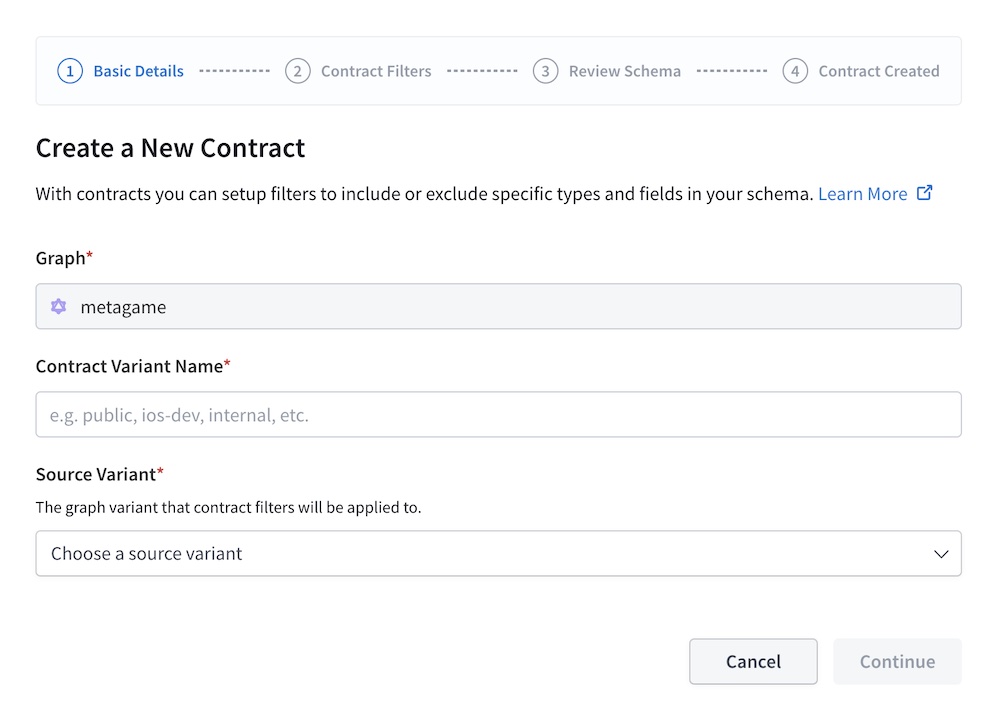 1 Basic Details 2 Contract Filters 3 Review Schema 4 Contract Created
Create a New Contract
With contracts you can setup filters to include or exclude specific types and fields in your schema. Learn More
Graph*
metagame
Contract Variant Name*
e.g. public, ios-dev, internal, etc.
Source Variant*
The graph variant that contract filters will be applied to.
Choose a source variant
Cancel Continue